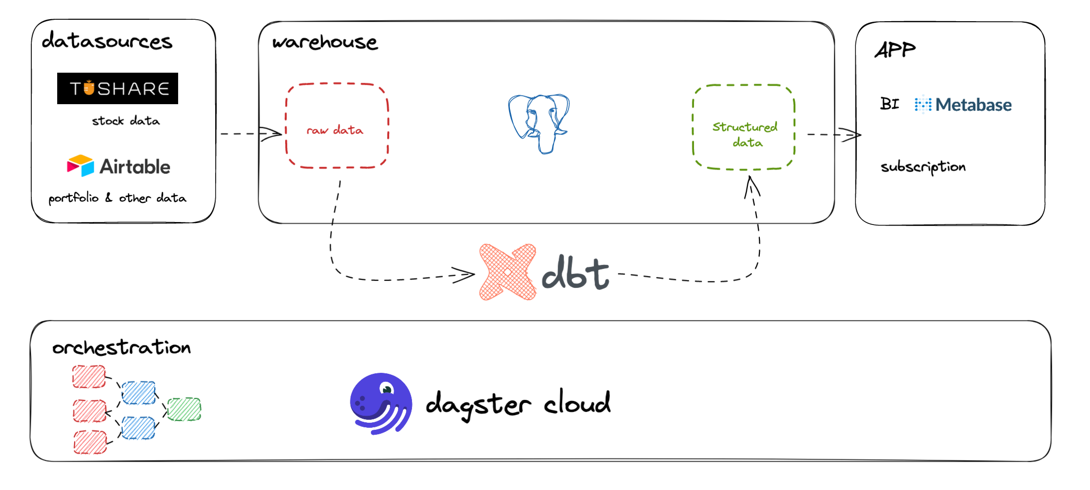 datasources
TUSHARE
stock data
Airtable
portfolio & other data
warehouse
raw data
structured
data
APP
BI
Metabase
subscription
dbt
orchestration
dagster cloud